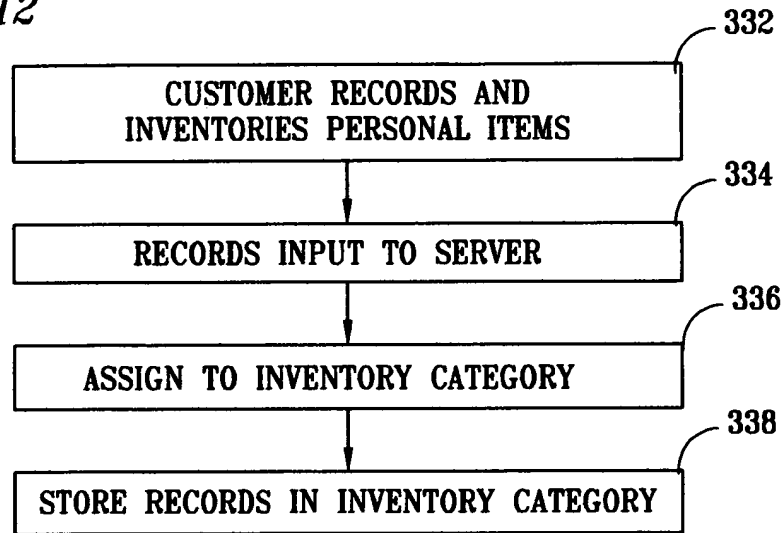 12
332
CUSTOMER RECORDS AND
INVENTORIES PERSONAL ITEMS
334
RECORDS INPUT TO SERVER
336
ASSIGN TO INVENTORY CATEGORY
338
STORE RECORDS IN INVENTORY CATEGORY